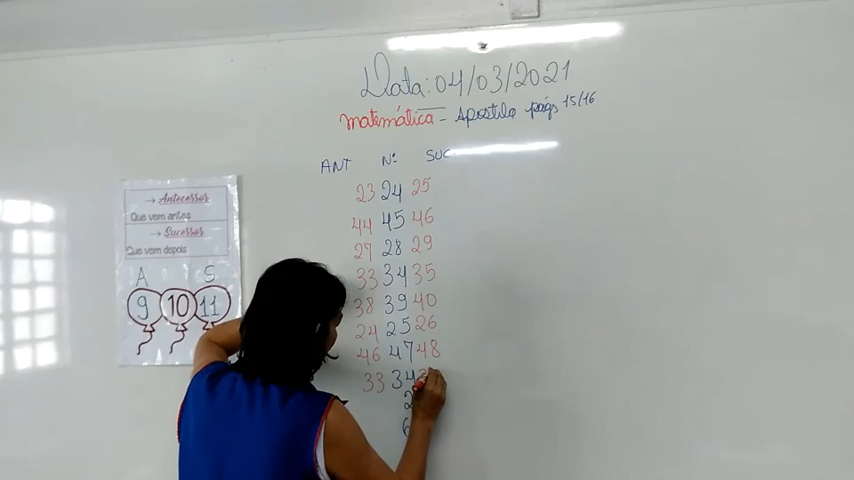 Data: 04/03/2021
Matemática - Apostila págs 15/16
ANT Nº SUC
23 24 25
44 45 46
27 28 29
33 34 35
38 39 40
24 25 26
46 47 48
33 34
→ Antecessor
Que vem antes
→ Sucessor
Que vem depois
A S
9 10 11